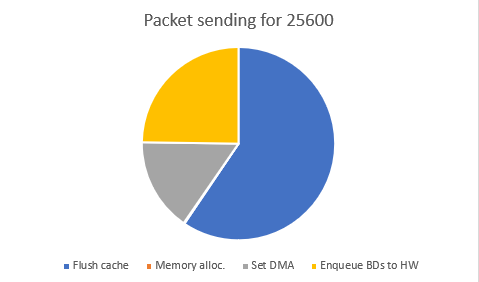 Packet sending for 25600
Flush cache Memory alloc. Set DMA Enqueue BDs to HW